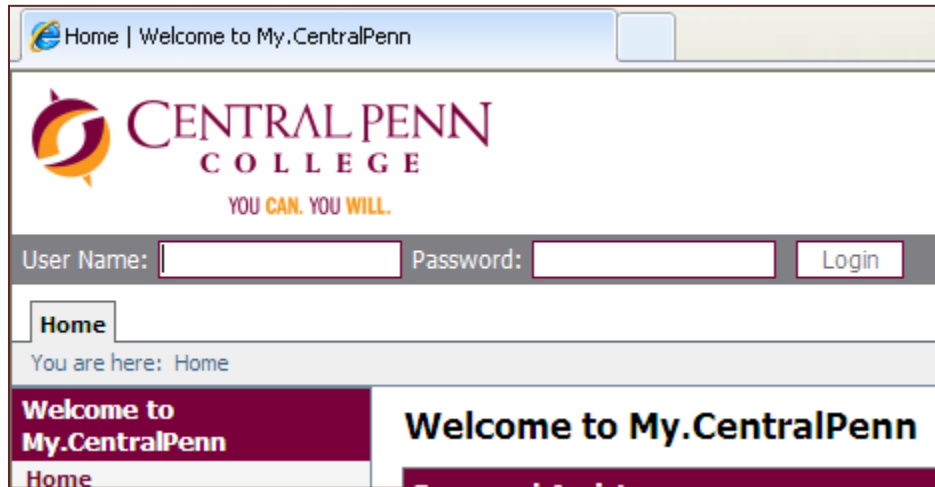 Home | Welcome to My.CentralPenn
CENTRAL PENN
COLLEGE
YOU CAN. YOU WILL.
User Name: Password: Login
Home
You are here: Home
Welcome to
My.CentralPenn
Home
Welcome to My.CentralPenn